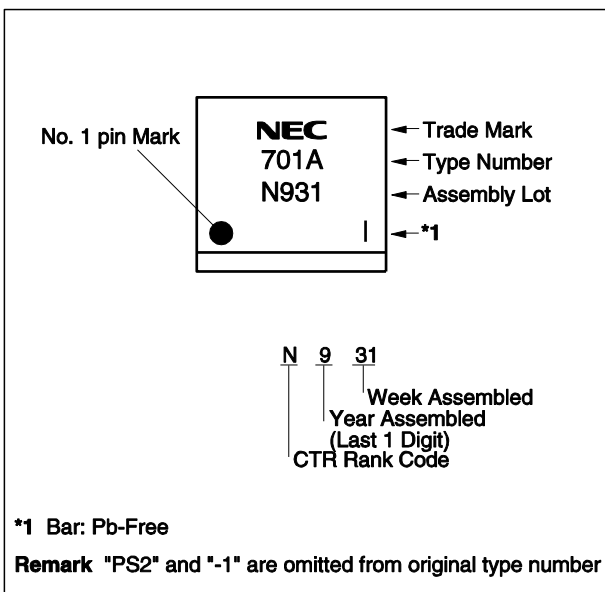 No. 1 pin Mark
NEC
701A
N931
Trade Mark
Type Number
Assembly Lot
*1
N 9 31
Week Assembled
Year Assembled
(Last 1 Digit)
CTR Rank Code
*1 Bar: Pb-Free
Remark "PS2" and "-1" are omitted from original type number